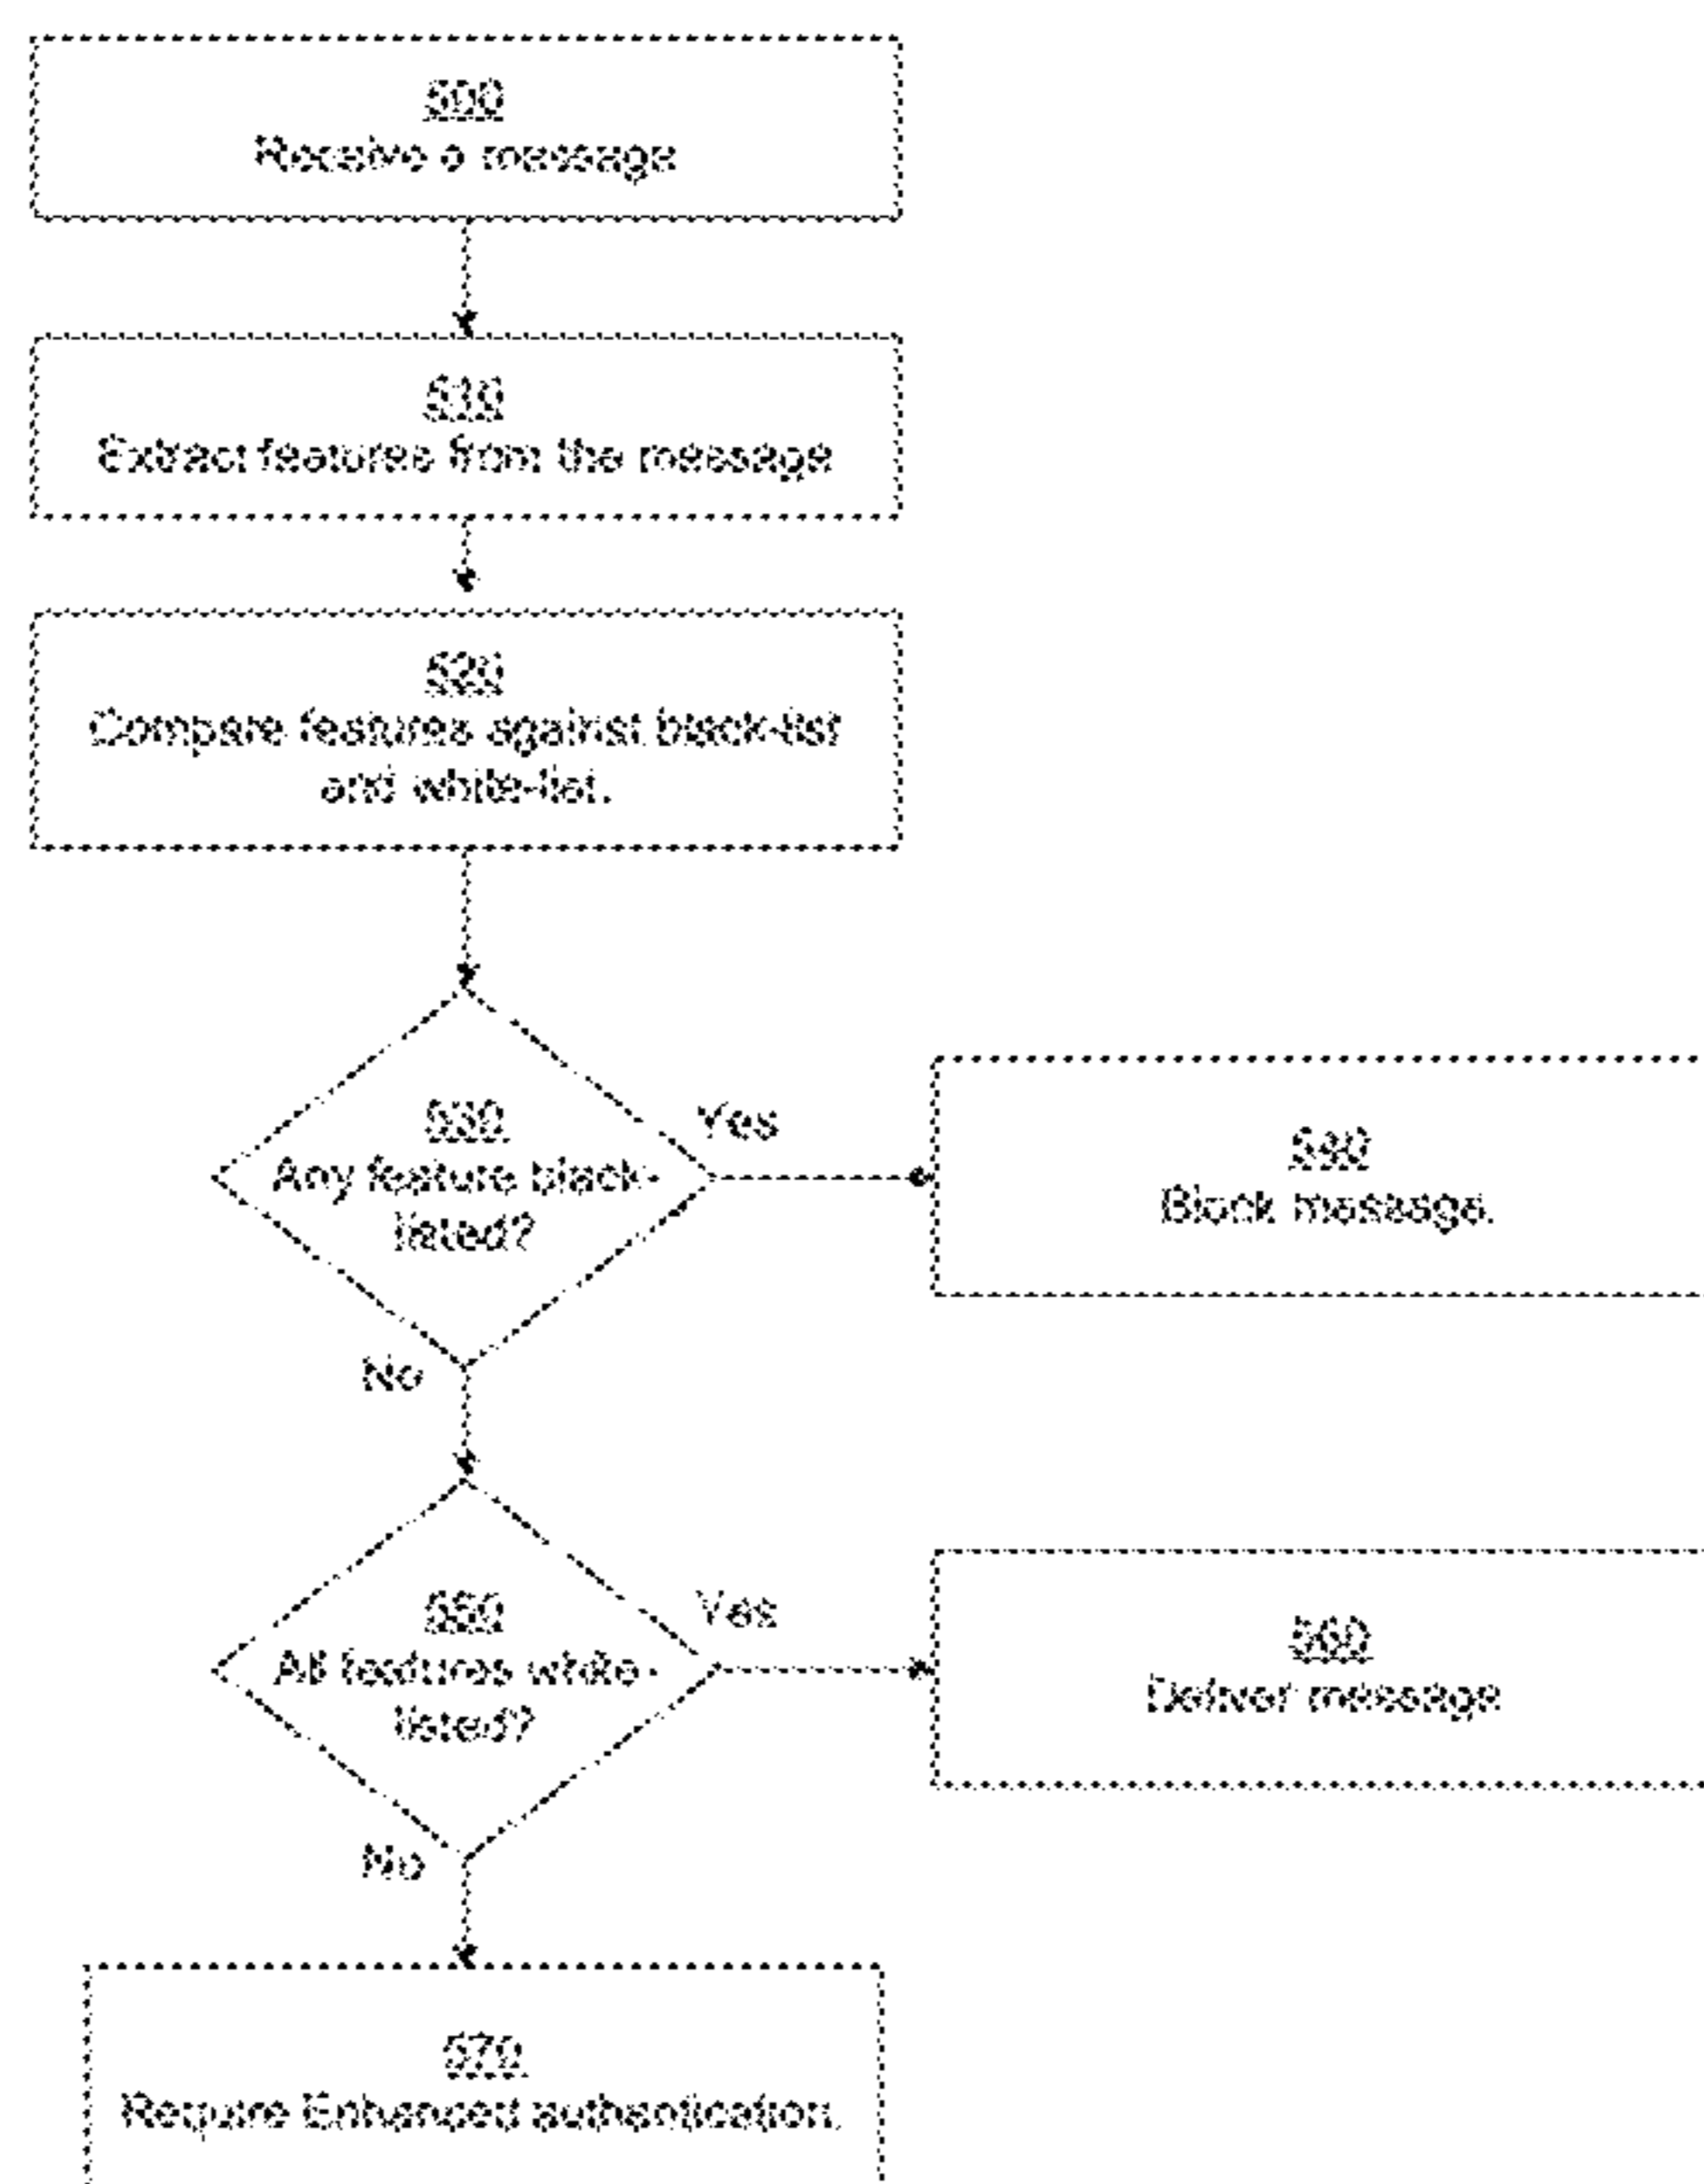 500
Receive a message
510
Extract features from the message
520
Compare features against black-list
and white-list.
530
Any feature black-
listed?
Yes
540
Block message.
No
550
All features white-
listed?
Yes
560
Deliver message
No
570
Require Enhanced authentication.